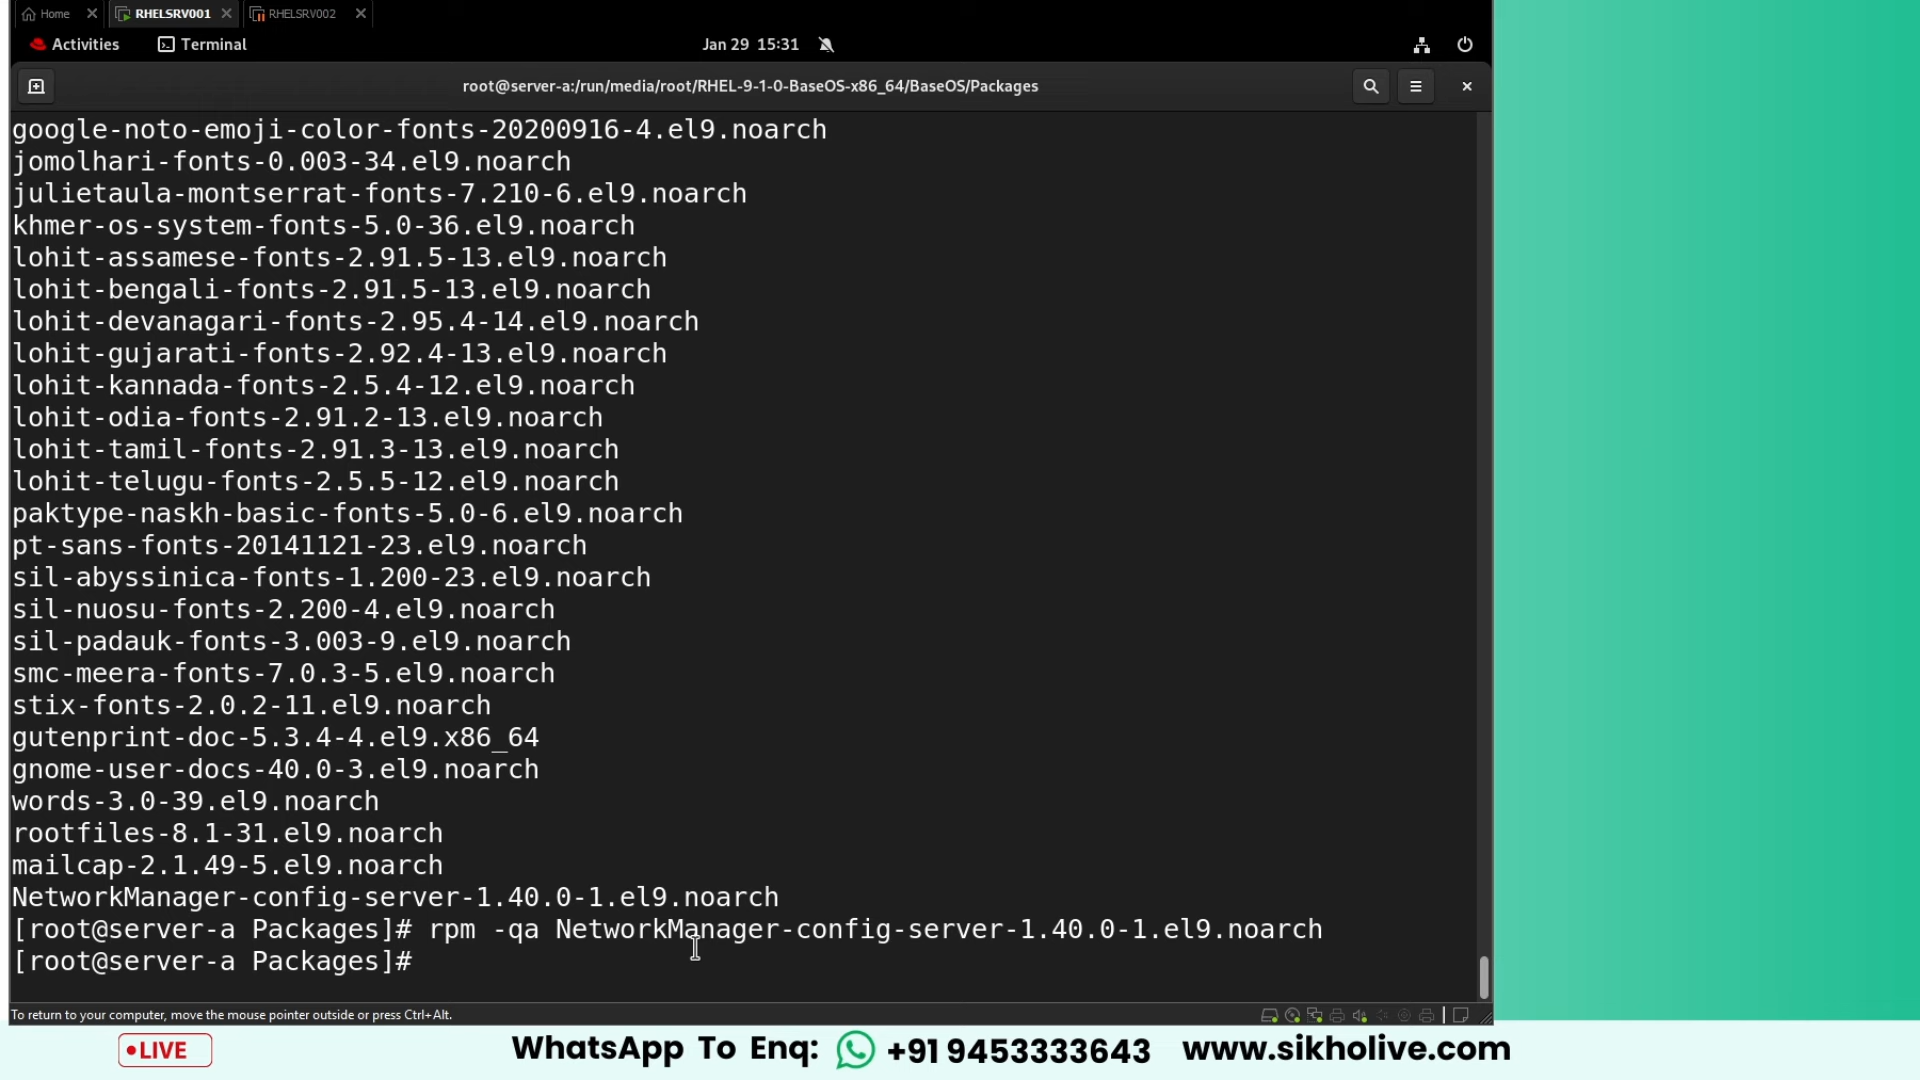 Home
RHELSRV001
RHELSRV002
Activities
Terminal
Jan 29 15:31
root@server-a:/run/media/root/RHEL-9-1-0-BaseOS-x86_64/BaseOS/Packages
google-noto-emoji-color-fonts-20200916-4.el9.noarch
jomolhari-fonts-0.003-34.el9.noarch
julietaula-montserrat-fonts-7.210-6.el9.noarch
khmer-os-system-fonts-5.0-36.el9.noarch
lohit-assamese-fonts-2.91.5-13.el9.noarch
lohit-bengali-fonts-2.91.5-13.el9.noarch
lohit-devanagari-fonts-2.95.4-14.el9.noarch
lohit-gujarati-fonts-2.92.4-13.el9.noarch
lohit-kannada-fonts-2.5.4-12.el9.noarch
lohit-odia-fonts-2.91.2-13.el9.noarch
lohit-tamil-fonts-2.91.3-13.el9.noarch
lohit-telugu-fonts-2.5.5-12.el9.noarch
paktype-naskh-basic-fonts-5.0-6.el9.noarch
pt-sans-fonts-20141121-23.el9.noarch
sil-abyssinica-fonts-1.200-23.el9.noarch
sil-nuosu-fonts-2.200-4.el9.noarch
sil-padauk-fonts-3.003-9.el9.noarch
smc-meera-fonts-7.0.3-5.el9.noarch
stix-fonts-2.0.2-11.el9.noarch
gutenprint-doc-5.3.4-4.el9.x86_64
gnome-user-docs-40.0-3.el9.noarch
words-3.0-39.el9.noarch
rootfiles-8.1-31.el9.noarch
mailcap-2.1.49-5.el9.noarch
NetworkManager-config-server-1.40.0-1.el9.noarch
[root@server-a Packages]# rpm -qa NetworkManager-config-server-1.40.0-1.el9.noarch
[root@server-a Packages]#
To return to your computer, move the mouse pointer outside or press Ctrl+Alt.
LIVE
WhatsApp To Enq: +91 9453333643 www.sikholive.com